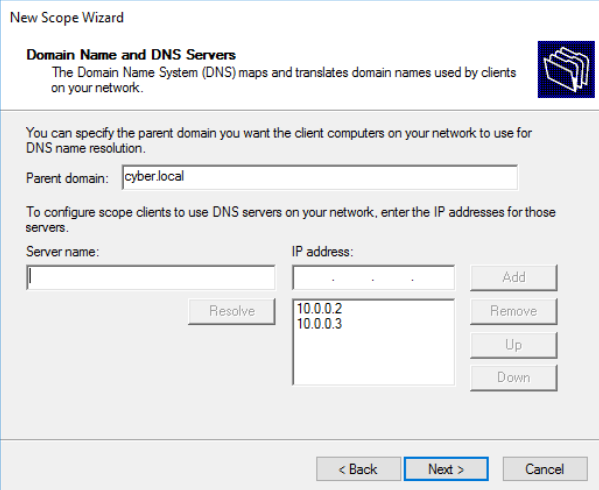 New Scope Wizard
Domain Name and DNS Servers
The Domain Name System (DNS) maps and translates domain names used by clients
on your network.
You can specify the parent domain you want the client computers on your network to use for
DNS name resolution.
Parent domain: cyber.local
To configure scope clients to use DNS servers on your network, enter the IP addresses for those
servers.
Server name: IP address:
. . . Add
Resolve 10.0.0.2 Remove
10.0.0.3
Up
Down
< Back Next > Cancel